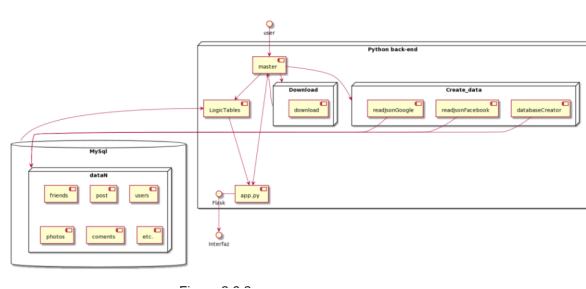 user
Python back-end
master
Download
download
Create_data
readJsonGoogle
readJsonFacebook
databaseCreator
LogicTables
MySql
dataN
friends
post
users
photos
coments
etc.
Flask
app.py
Interfaz